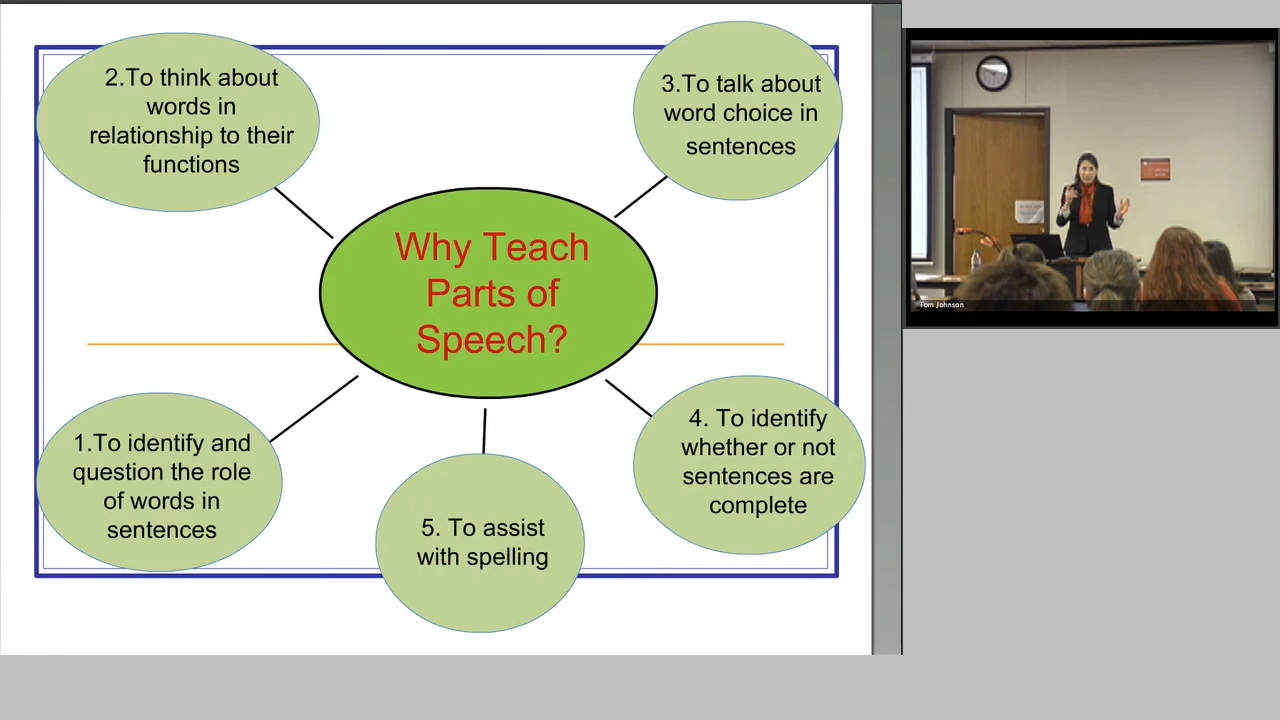 2.To think about
words in
relationship to their
functions
3.To talk about
word choice in
sentences
Why Teach
Parts of
Speech?
1.To identify and
question the role
of words in
sentences
4. To identify
whether or not
sentences are
complete
5. To assist
with spelling
Tom Johnson